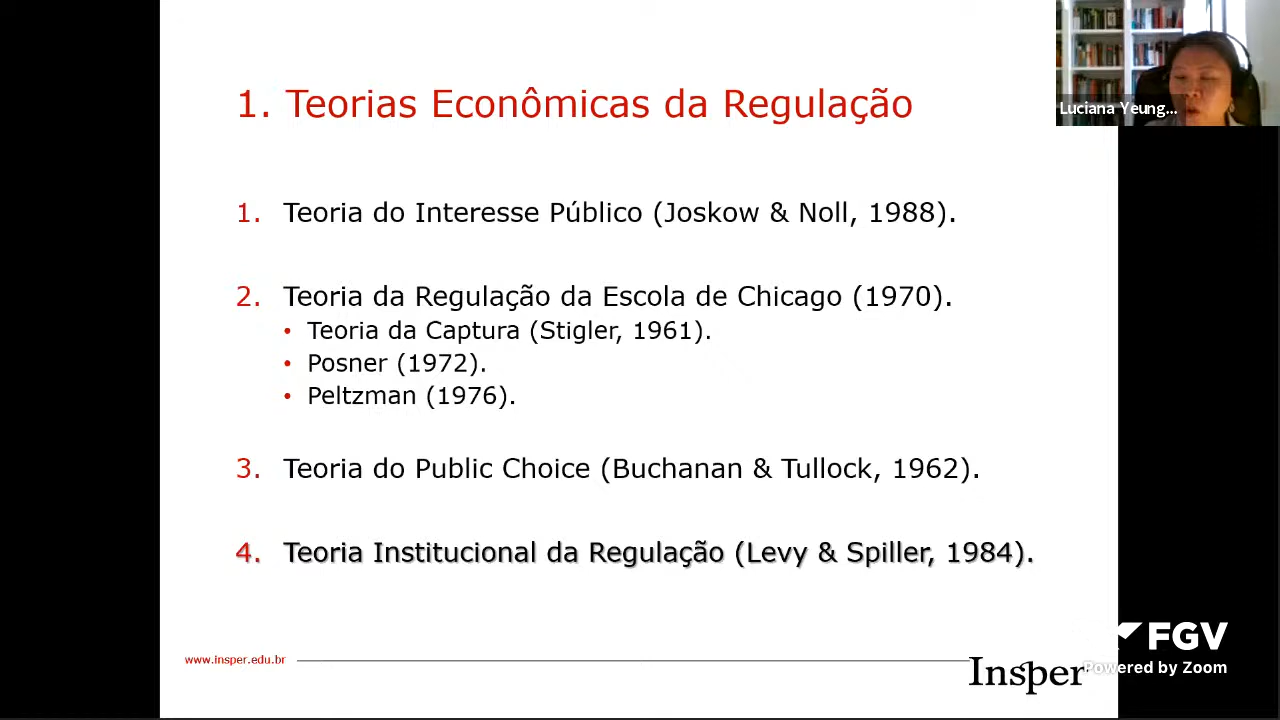 1. Teorias Econômicas da Regulação
Luciana Yeung...
1. Teoria do Interesse Público (Joskow & Noll, 1988).
2. Teoria da Regulação da Escola de Chicago (1970).
• Teoria da Captura (Stigler, 1961).
• Posner (1972).
• Peltzman (1976).
3. Teoria do Public Choice (Buchanan & Tullock, 1962).
4. Teoria Institucional da Regulação (Levy & Spiller, 1984).
www.insper.edu.br
Insper
FGV
Powered by Zoom